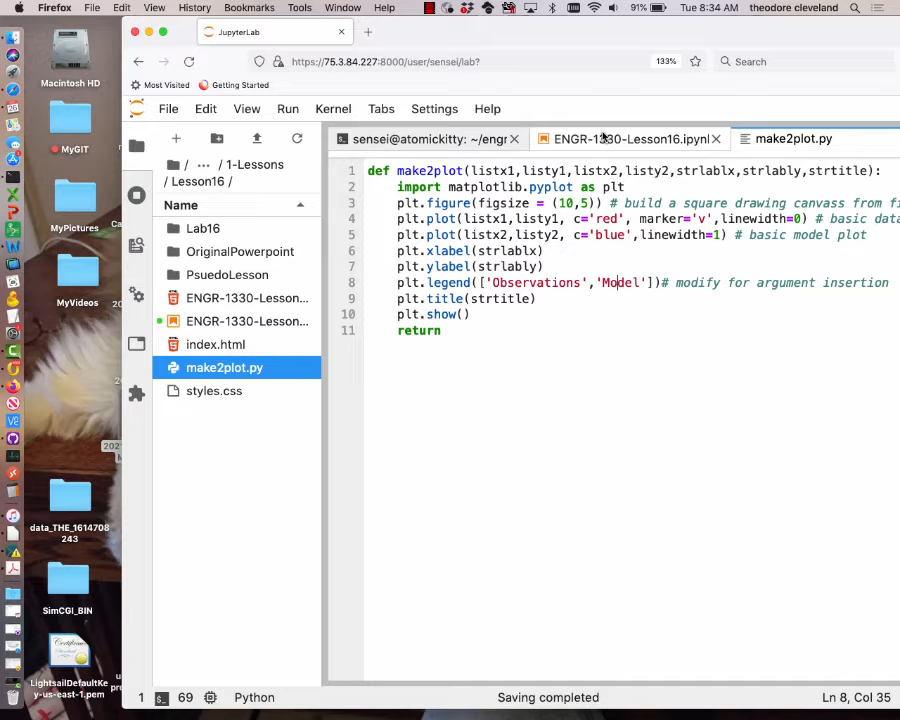 Firefox File Edit View History Bookmarks Tools Window Help 91% Tue 8:34 AM theodore cleveland
JupyterLab
https://75.3.84.227:8000/user/sensei/lab?
133%
Search
Most Visited Getting Started
File Edit View Run Kernel Tabs Settings Help
sensei@atomickitty: ~/engr
ENGR-1330-Lesson16.ipynl
make2plot.py
/ ··· / 1-Lessons
/ Lesson16 /
Name
Lab16
OriginalPowerpoint
PsuedoLesson
ENGR-1330-Lesson...
ENGR-1330-Lesson...
index.html
make2plot.py
styles.css
1 def make2plot(listx1,listy1,listx2,listy2,strlablx,strlably,strtitle):
2 import matplotlib.pyplot as plt
3 plt.figure(figsize = (10,5)) # build a square drawing canvass from fi
4 plt.plot(listx1,listy1, c='red', marker='v',linewidth=0) # basic data
5 plt.plot(listx2,listy2, c='blue',linewidth=1) # basic model plot
6 plt.xlabel(strlablx)
7 plt.ylabel(strlably)
8 plt.legend(['Observations','Model'])# modify for argument insertion
9 plt.title(strtitle)
10 plt.show()
11 return
Macintosh HD
MyGIT
MyPictures
MyVideos
data_THE_1614708
243
SimCGI_BIN
LightsailDefaultKe
y-us-east-1.pem
1 69 Python Saving completed Ln 8, Col 35